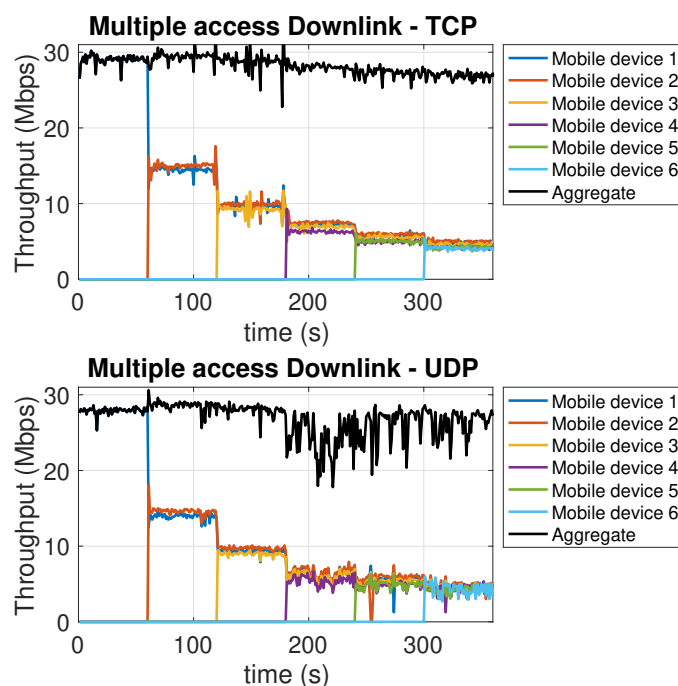 Multiple access Downlink - TCP
30
20
10
0
0
100
200
300
Throughput (Mbps)
time (s)
Mobile device 1
Mobile device 2
Mobile device 3
Mobile device 4
Mobile device 5
Mobile device 6
Aggregate
Multiple access Downlink - UDP
30
20
10
0
0
100
200
300
Throughput (Mbps)
time (s)
Mobile device 1
Mobile device 2
Mobile device 3
Mobile device 4
Mobile device 5
Mobile device 6
Aggregate